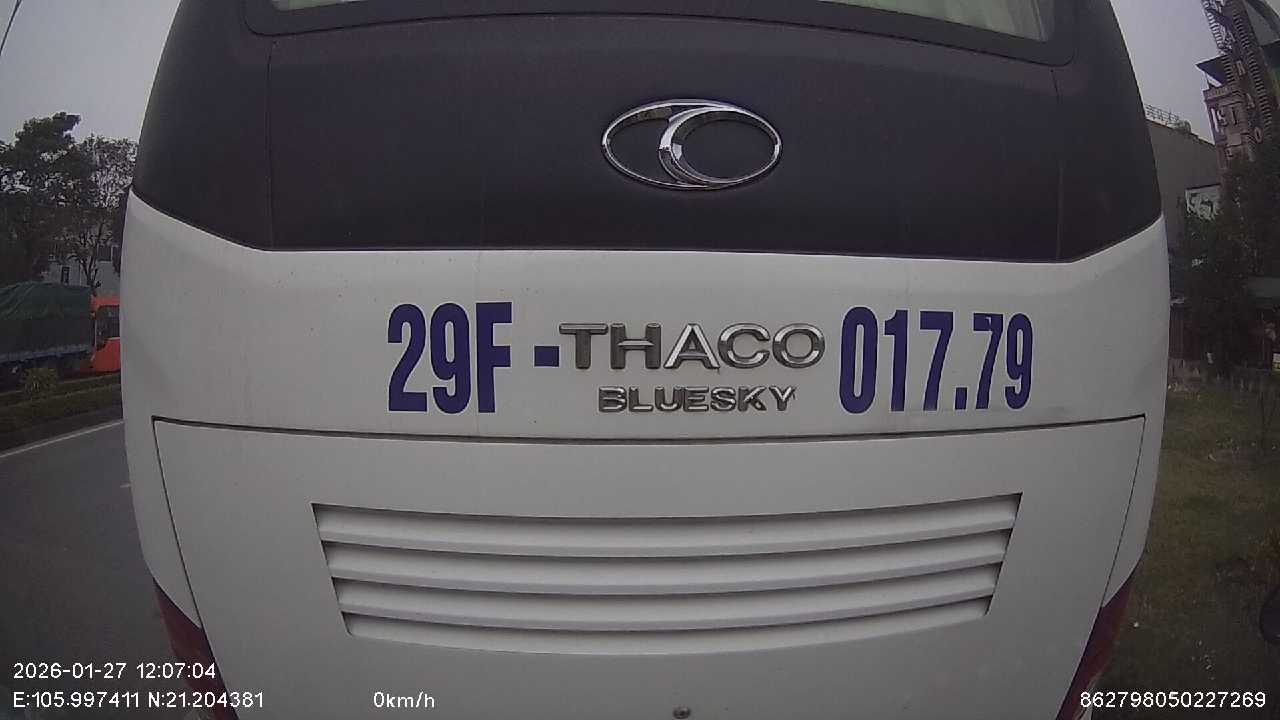 29F - THACO 017.79
BLUESKY
2026-01-27 12:07:04
E:105.997411 N:21.204381 0km/h 862798050227269